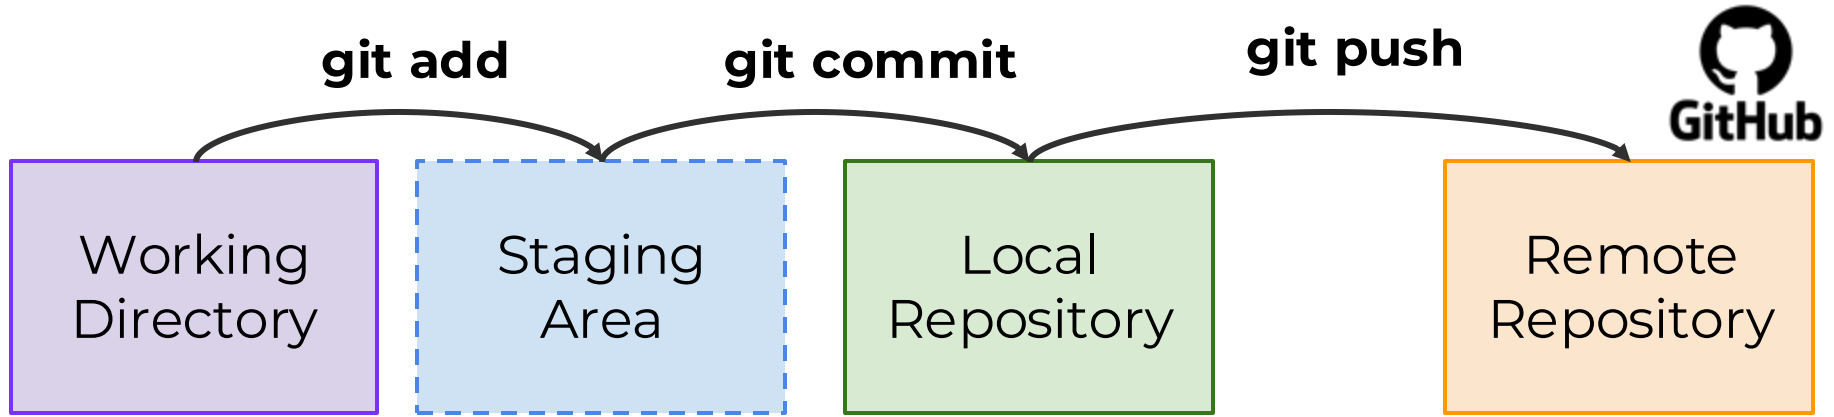 git add
git commit
git push
GitHub
Working
Directory
Staging
Area
Local
Repository
Remote
Repository